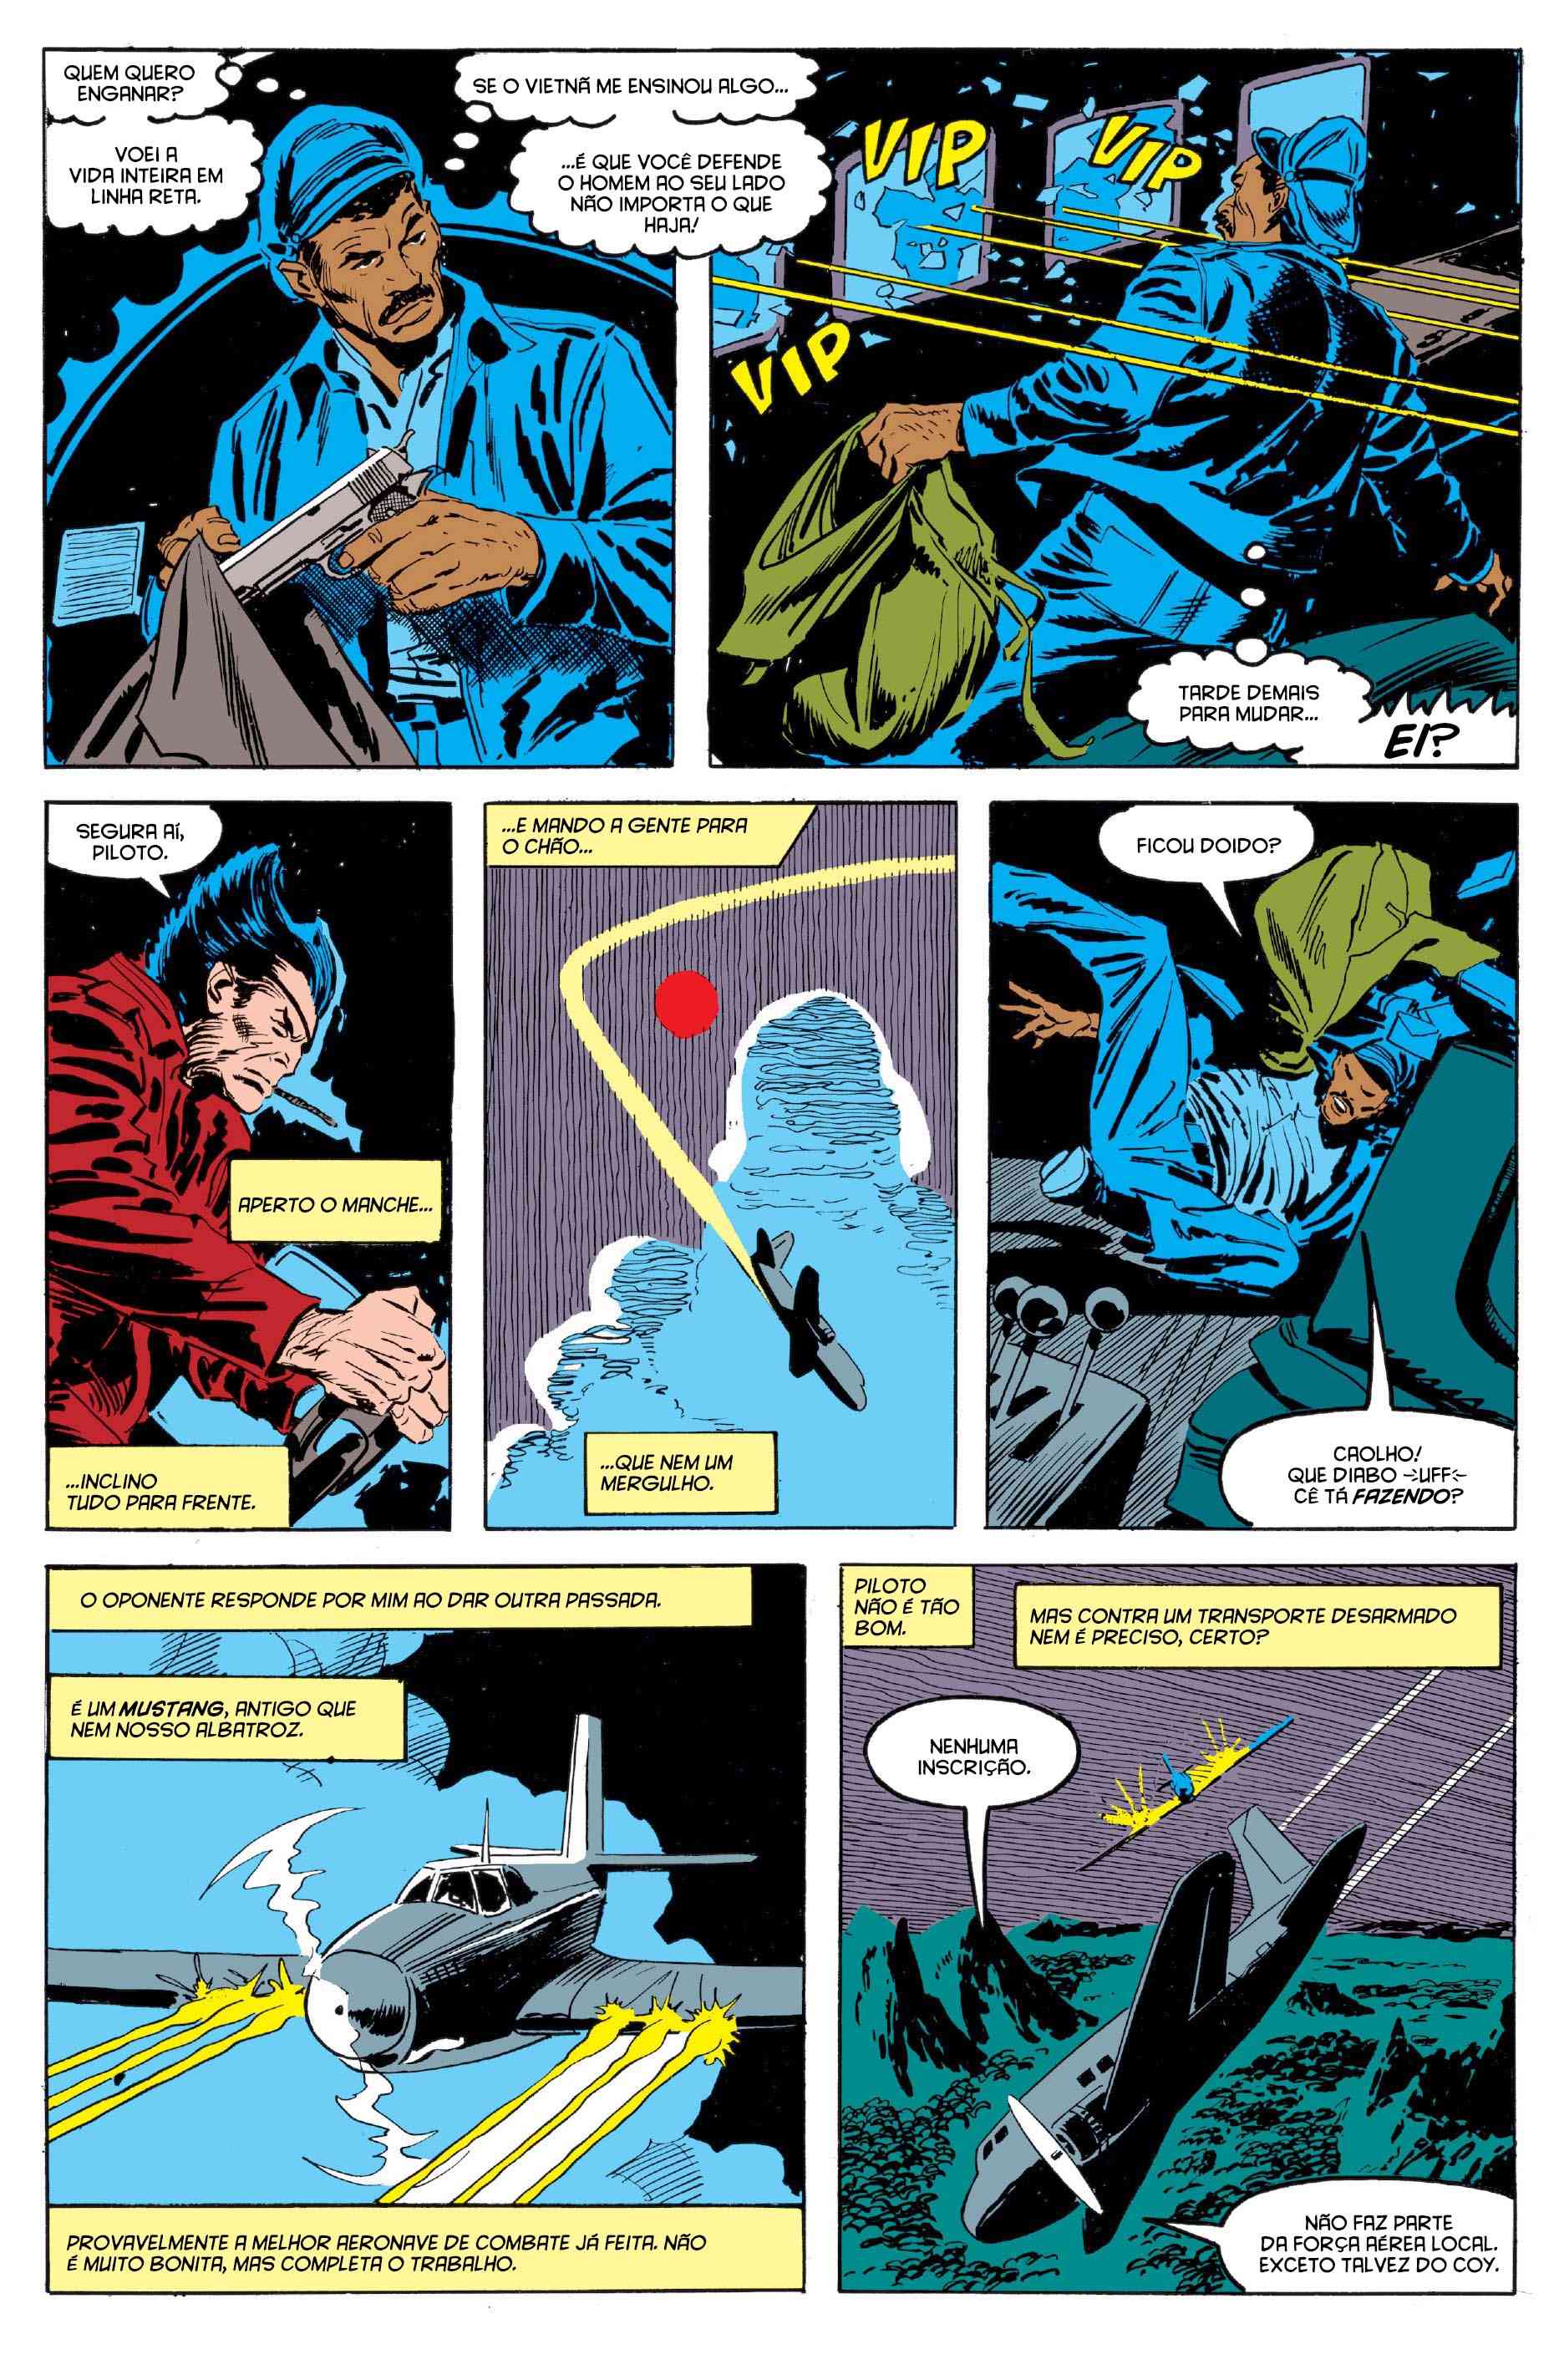 QUEM QUERO
ENGANAR?
VOEI A
VIDA INTEIRA EM
LINHA RETA.
SE O VIETNÃ ME ENSINOU ALGO...
...É QUE VOCÊ DEFENDE
O HOMEM AO SEU LADO
NÃO IMPORTA O QUE
HAJA!
VIP
VIP
VIP
TARDE DEMAIS
PARA MUDAR...
EI?
SEGURA AÍ,
PILOTO.
APERTO O MANCHE...
...INCLINO
TUDO PARA FRENTE.
...E MANDO A GENTE PARA
O CHÃO...
...QUE NEM UM
MERGULHO.
FICOU DOIDO?
CAOLHO!
QUE DIABO UFF
CÊ TÁ FAZENDO?
O OPONENTE RESPONDE POR MIM AO DAR OUTRA PASSADA.
É UM MUSTANG, ANTIGO QUE
NEM NOSSO ALBATROZ.
PROVAVELMENTE A MELHOR AERONAVE DE COMBATE JÁ FEITA. NÃO
É MUITO BONITA, MAS COMPLETA O TRABALHO.
PILOTO
NÃO É TÃO
BOM.
MAS CONTRA UM TRANSPORTE DESARMADO
NEM É PRECISO, CERTO?
NENHUMA
INSCRIÇÃO.
NÃO FAZ PARTE
DA FORÇA AÉREA LOCAL.
EXCETO TALVEZ DO COY.